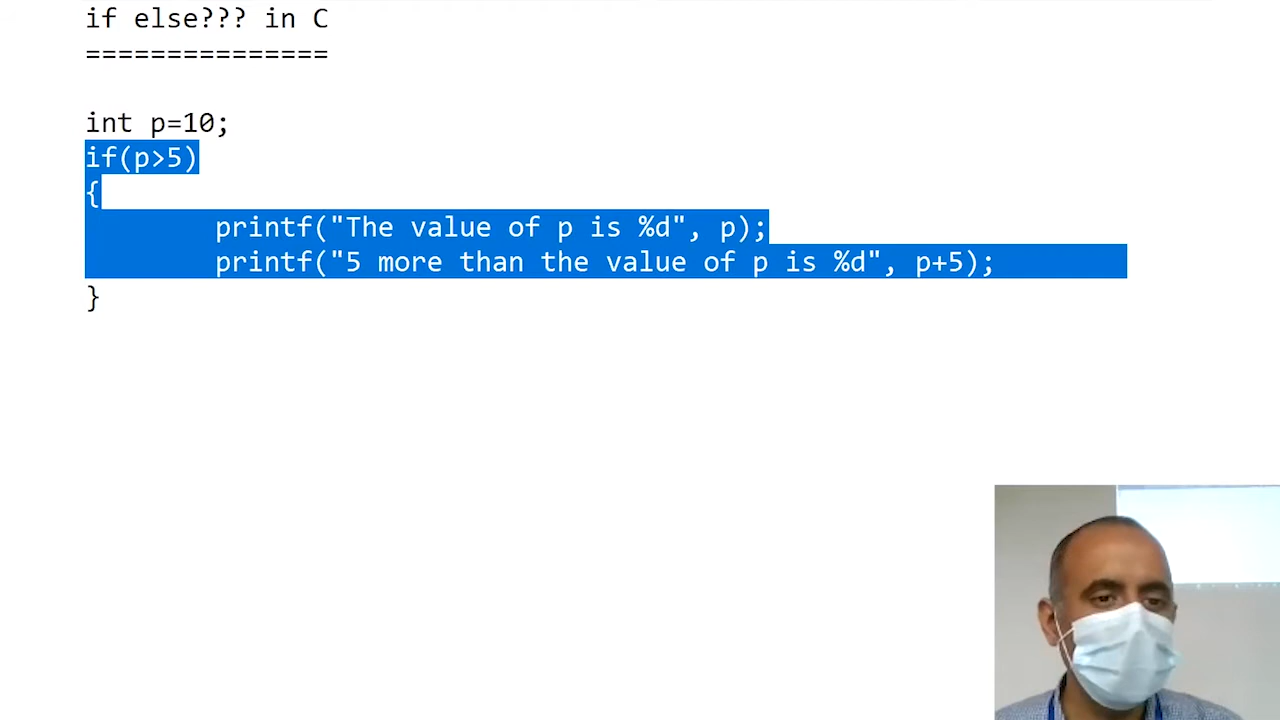 if else??? in C
===============
int p=10;
if(p>5)
{
printf("The value of p is %d", p);
printf("5 more than the value of p is %d", p+5);
}